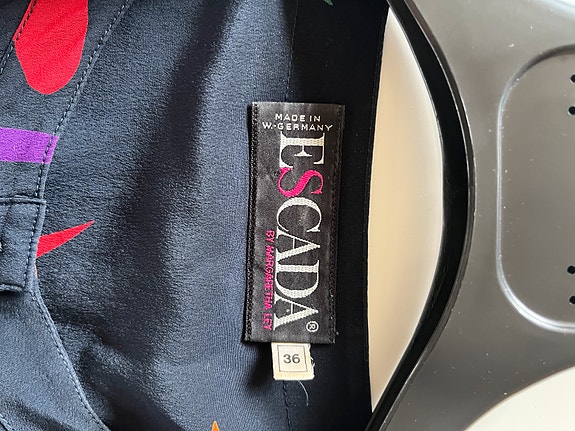 MADE IN
W.-GERMANY
ESCADA®
BY MARGARETHA LEY
36